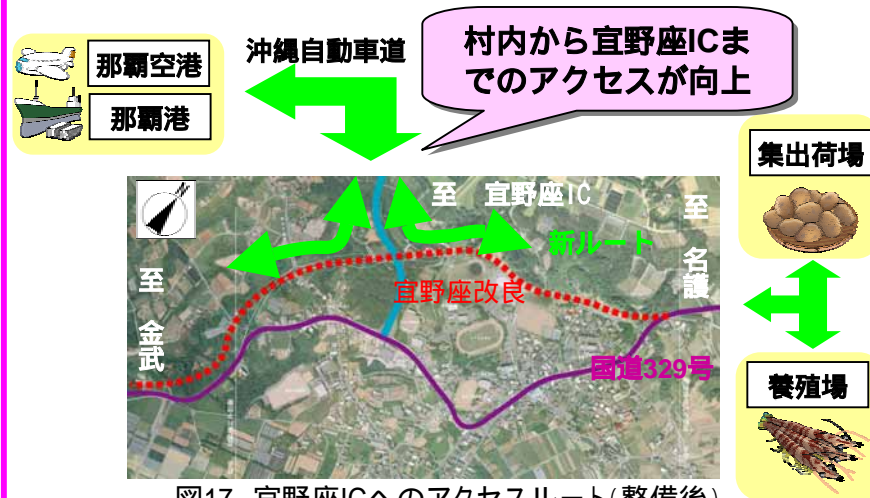 那覇空港
那覇港
沖縄自動車道
村内から宜野座ICま
でのアクセスが向上
集出荷場
至 宜野座IC
至 名護
新ルート
至 金武
宜野座改良
国道329号
養殖場
図17 宜野座ICへのアクセスルート(整備後)